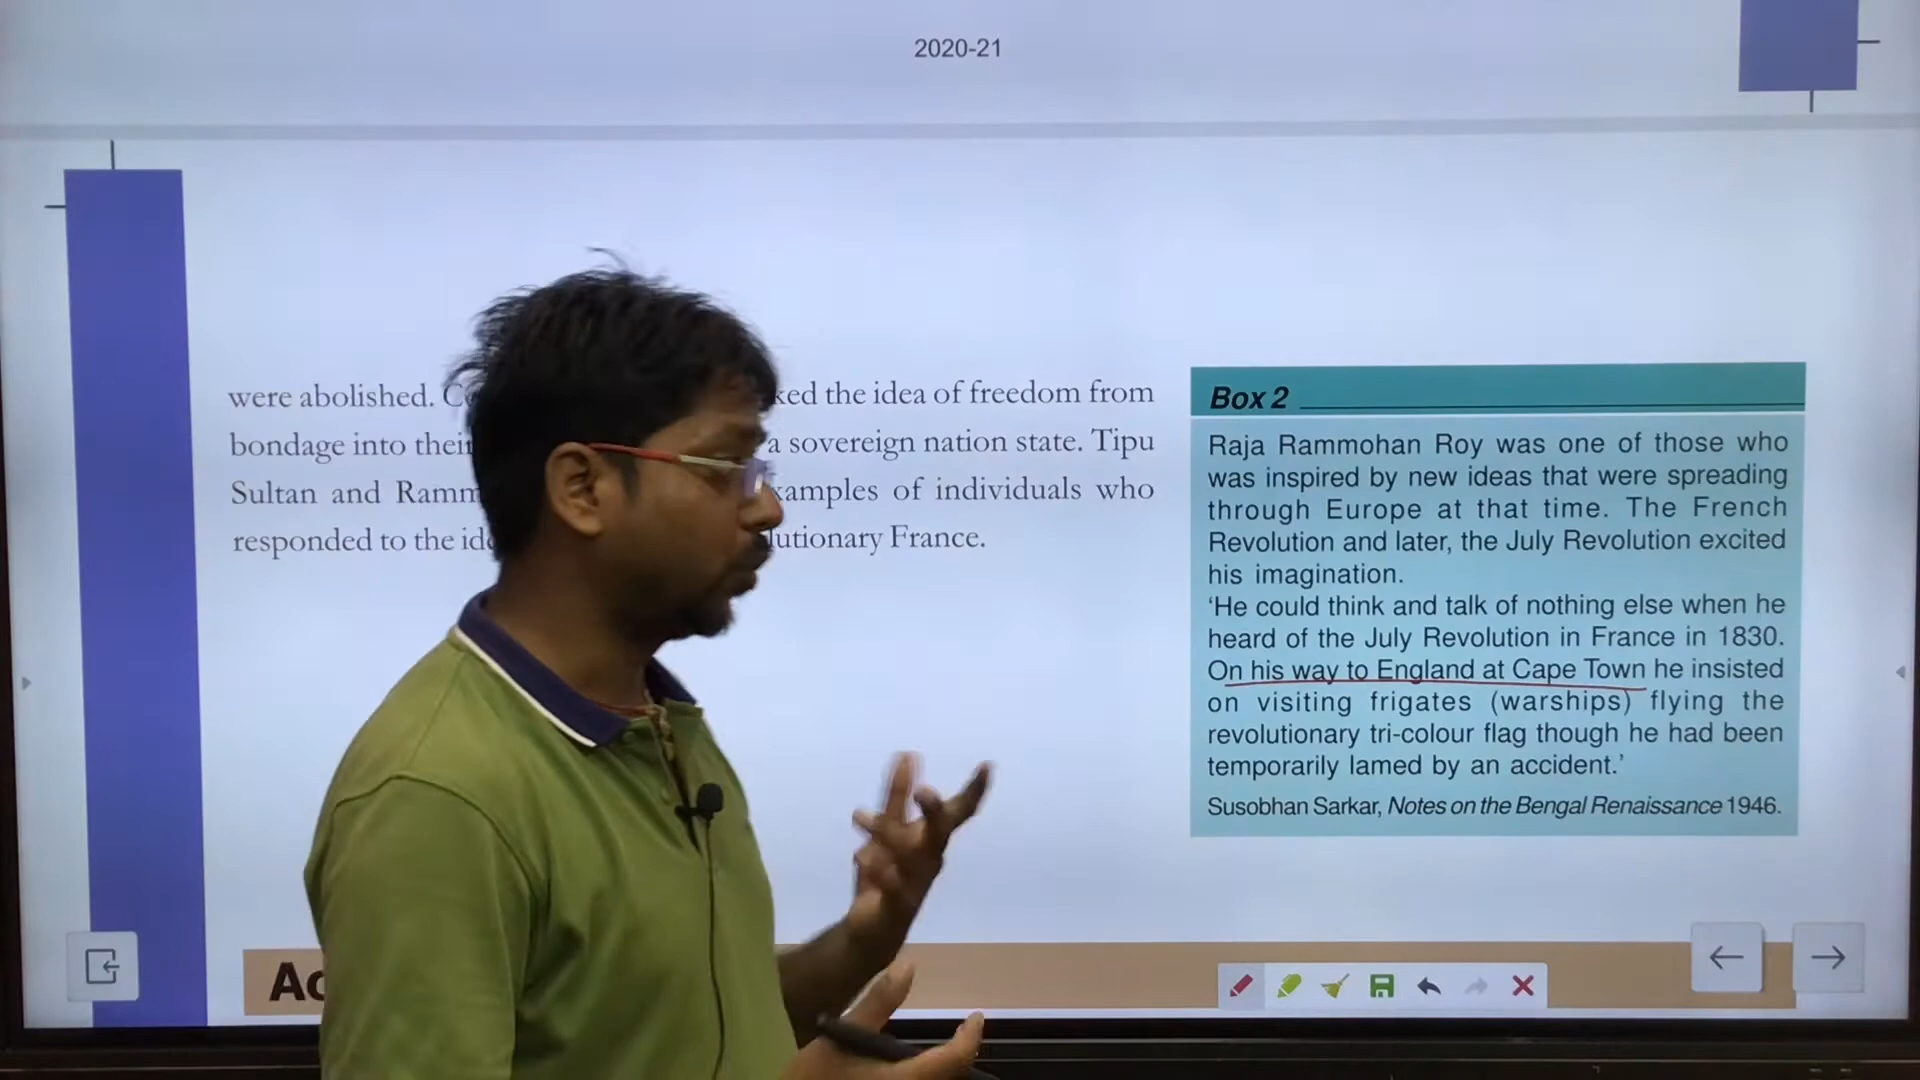 2020-21
were abolished. ked the idea of freedom from
bondage into their a sovereign nation state. Tipu
Sultan and Ramm xamples of individuals who
responded to the ide lutionary France.
Box 2
Raja Rammohan Roy was one of those who
was inspired by new ideas that were spreading
through Europe at that time. The French
Revolution and later, the July Revolution excited
his imagination.
‘He could think and talk of nothing else when he
heard of the July Revolution in France in 1830.
On his way to England at Cape Town he insisted
on visiting frigates (warships) flying the
revolutionary tri-colour flag though he had been
temporarily lamed by an accident.’
Susobhan Sarkar, Notes on the Bengal Renaissance 1946.